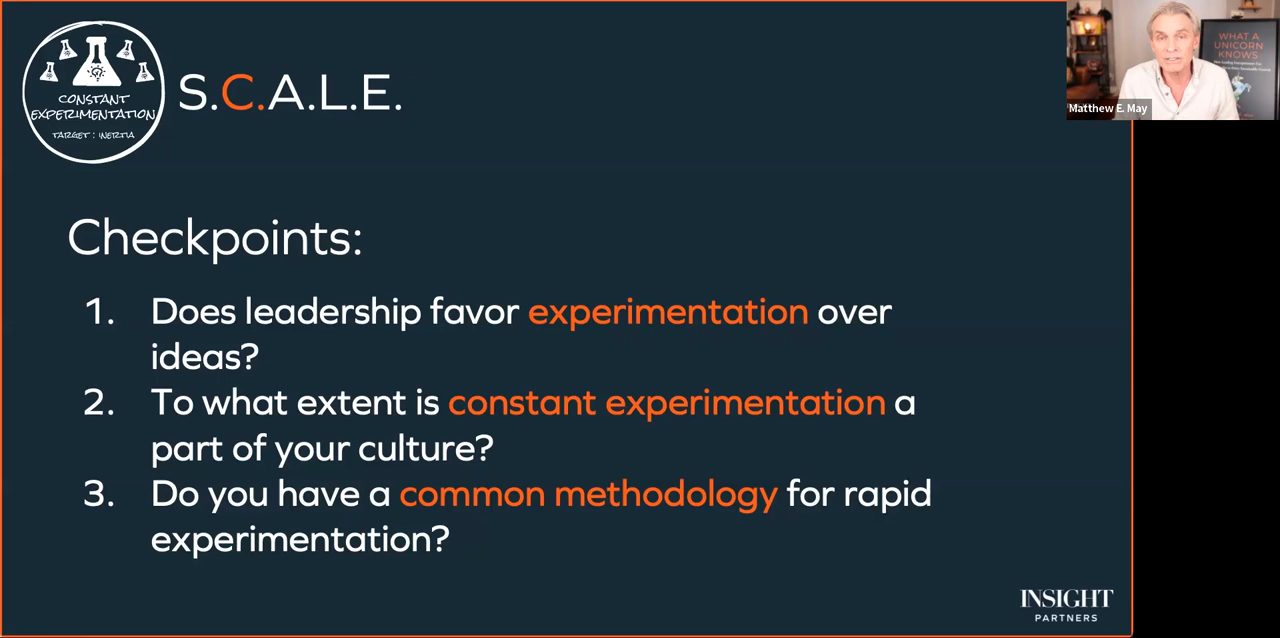 CONSTANT
EXPERIMENTATION
TARGET: INERTIA
S.C.A.L.E.
Matthew E. May
WHAT A
UNICORN
KNOWS
Checkpoints:
1. Does leadership favor experimentation over
ideas?
2. To what extent is constant experimentation a
part of your culture?
3. Do you have a common methodology for rapid
experimentation?
INSIGHT
PARTNERS